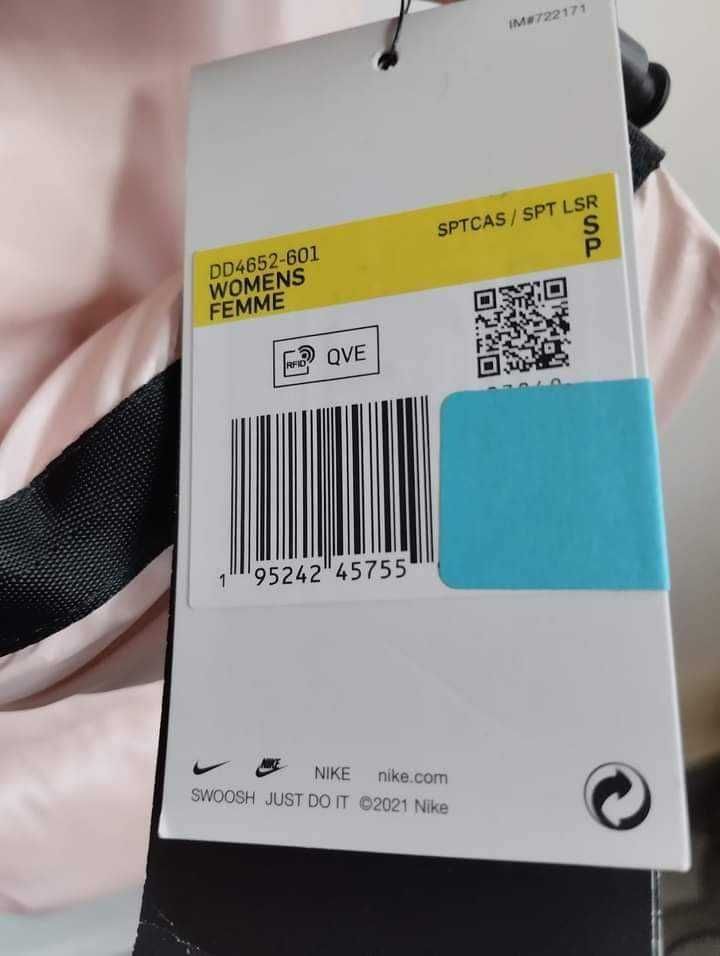 IM#722171
SPTCAS / SPT LSR
S
P
DD4652-601
WOMENS
FEMME
RFID QVE
1 95242 45755
NIKE NIKE nike.com
SWOOSH JUST DO IT ©2021 Nike